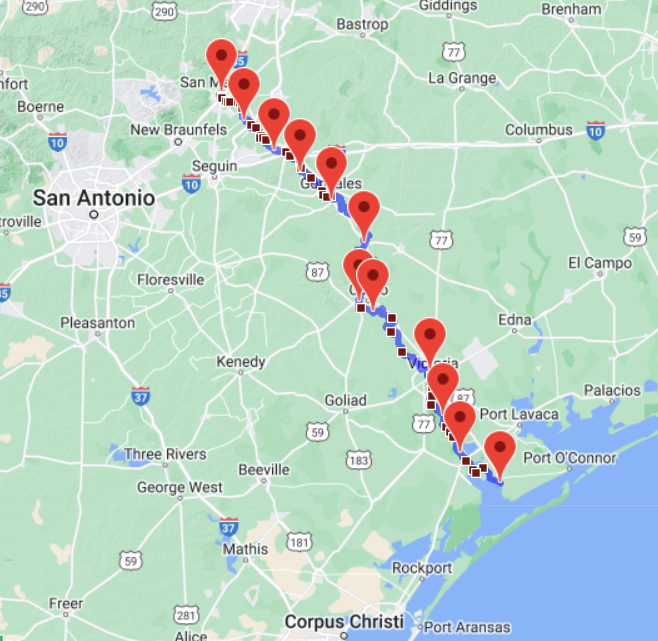 290
290
Giddings
Brenham
Bastrop
77
La Grange
35
San M
nfort
Boerne
New Braunfels
Columbus
10
10
Seguin
10
Gonzales
San Antonio
troville
77
59
87
El Campo
Floresville
C o
35
Edna
Pleasanton
Victoria
Kenedy
37
Goliad
87
Palacios
77
Port Lavaca
59
183
Three Rivers
Beeville
Port O'Connor
George West
37
181
Mathis
59
Rockport
Freer
281
Corpus Christi
Port Aransas
Alice